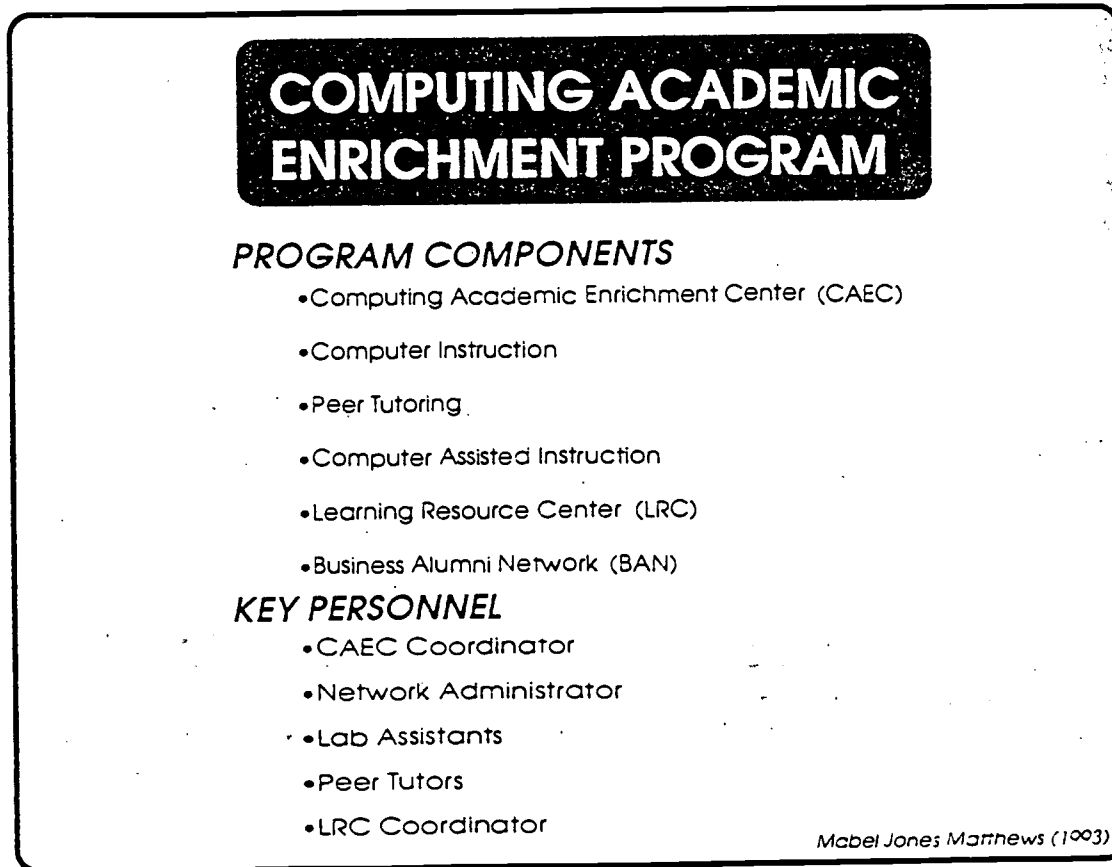 COMPUTING ACADEMIC
ENRICHMENT PROGRAM
PROGRAM COMPONENTS
•Computing Academic Enrichment Center (CAEC)
•Computer Instruction
•Peer Tutoring
•Computer Assisted Instruction
•Learning Resource Center (LRC)
•Business Alumni Network (BAN)
KEY PERSONNEL
•CAEC Coordinator
•Network Administrator
•Lab Assistants
•Peer Tutors
•LRC Coordinator
Mabel Jones Matthews (1993)